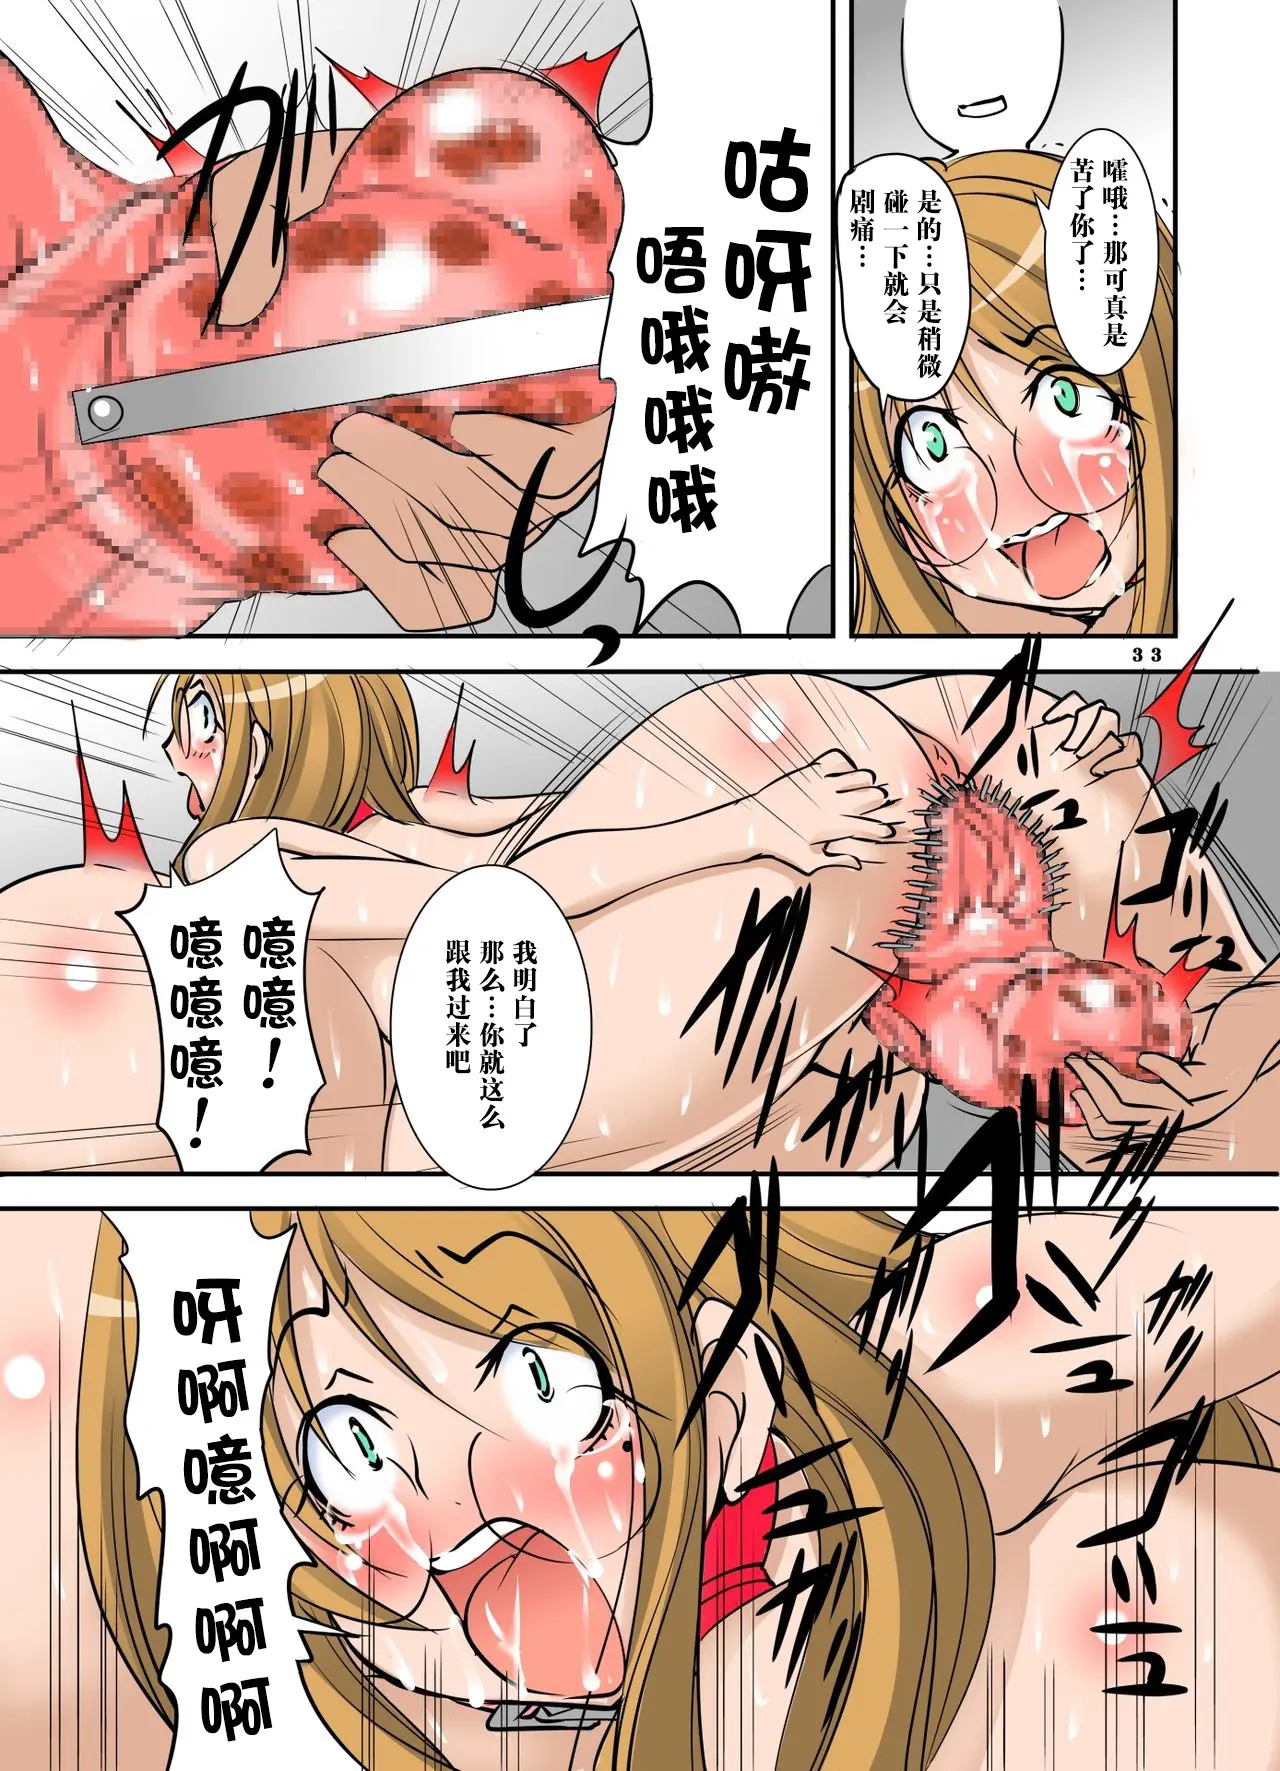 嚯哦…那可真是
苦了你了…
是的…只是稍微
碰一下就会
剧痛…
咕呀嗷
唔哦哦哦
33
我明白了
那么…你就这么
跟我过来吧
噫噫！
噫噫噫！
呀啊噫啊啊啊